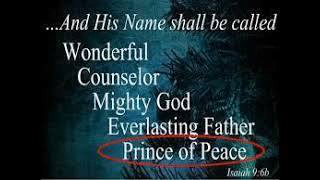 ...And His Name shall be called
Wonderful
Counselor
Mighty God
Everlasting Father
Prince of Peace
Isaiah 9:6b